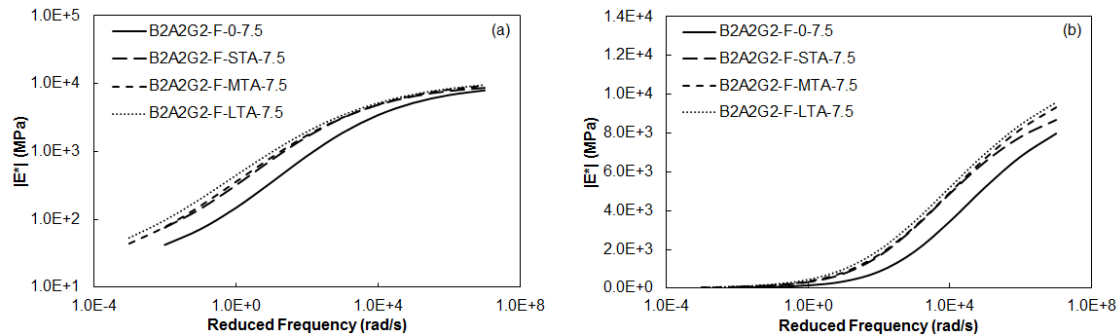 (a)
1.0E+5
B2A2G2-F-0-7.5
B2A2G2-F-STA-7.5
B2A2G2-F-MTA-7.5
B2A2G2-F-LTA-7.5
1.0E+4
1.0E+3
1.0E+2
1.0E+1
|E*| (MPa)
1.0E-4
1.0E+0
1.0E+4
1.0E+8
Reduced Frequency (rad/s)
(b)
1.4E+4
B2A2G2-F-0-7.5
B2A2G2-F-STA-7.5
B2A2G2-F-MTA-7.5
B2A2G2-F-LTA-7.5
1.2E+4
1.0E+4
8.0E+3
6.0E+3
4.0E+3
2.0E+3
0.0E+0
|E*| (MPa)
1.0E-4
1.0E+0
1.0E+4
1.0E+8
Reduced Frequency (rad/s)